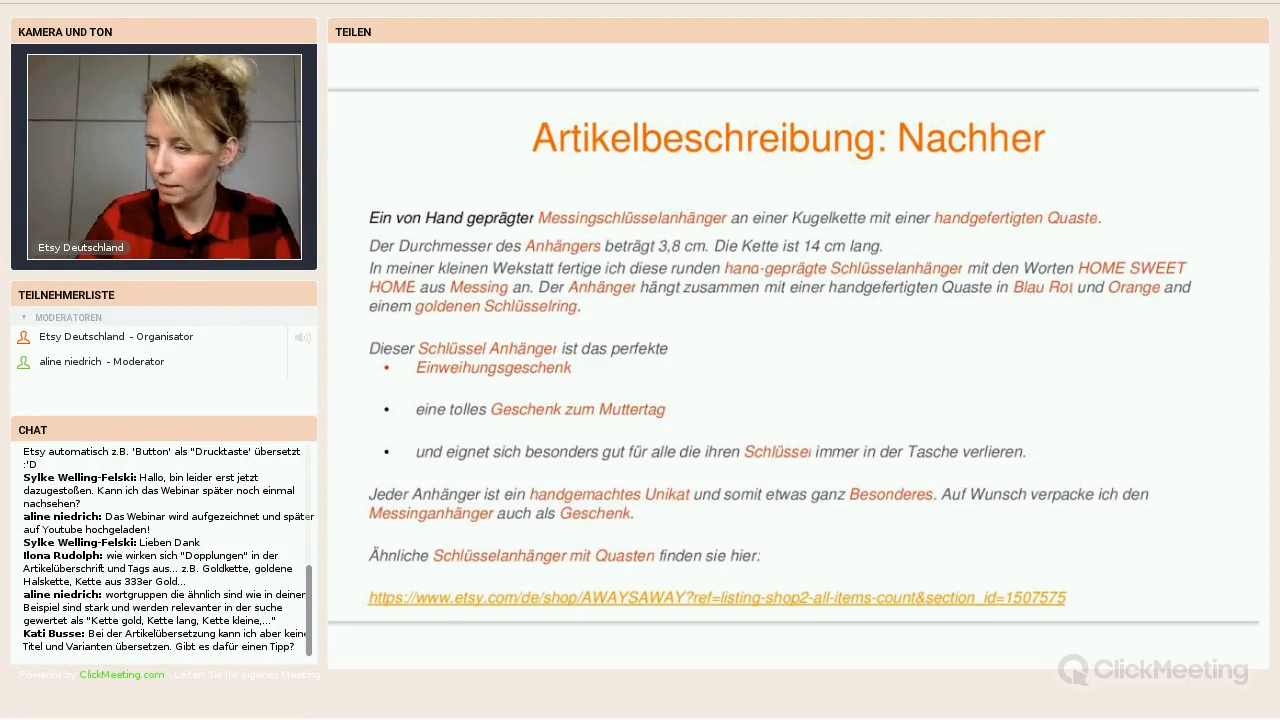 KAMERA UND TON
Etsy Deutschland
TEILNEHMERLISTE
MODERATOREN
Etsy Deutschland - Organisator
aline niedrich - Moderator
CHAT
Etsy automatisch z.B. 'Button' als "Drucktaste' übersetzt
:'D
Sylke Welling-Felski: Hallo, bin leider erst jetzt
dazugestoßen. Kann ich das Webinar später noch einmal
nachsehen?
aline niedrich: Das Webinar wird aufgezeichnet und später
auf Youtube hochgeladen!
Sylke Welling-Felski: Lieben Dank
Ilona Rudolph: wie wirken sich "Dopplungen" in der
Artikelüberschrift und Tags aus... z.B. Goldkette, goldene
Halskette, Kette aus 333er Gold...
aline niedrich: wortgruppen die ähnlich sind wie in deinen
Beispiel sind stark und werden relevanter in der suche
gewertet als "Kette gold, Kette lang, Kette kleine,..."
Kati Busse: Bei der Artikelübersetzung kann ich aber keine
Titel und Varianten übersetzen. Gibt es dafür einen Tipp?
Powered by ClickMeeting.com - Leiten Sie Ihr eigenes Meeting
TEILEN
Artikelbeschreibung: Nachher
Ein von Hand geprägter Messingschlüsselanhänger an einer Kugelkette mit einer handgefertigten Quaste.
Der Durchmesser des Anhängers beträgt 3,8 cm. Die Kette ist 14 cm lang.
In meiner kleinen Wekstatt fertige ich diese runden hand-geprägte Schlüsselanhänger mit den Worten HOME SWEET
HOME aus Messing an. Der Anhänger hängt zusammen mit einer handgefertigten Quaste in Blau Rot und Orange and
einem goldenen Schlüsselring.
Dieser Schlüssel Anhänger ist das perfekte
• Einweihungsgeschenk
• eine tolles Geschenk zum Muttertag
• und eignet sich besonders gut für alle die ihren Schlüssel immer in der Tasche verlieren.
Jeder Anhänger ist ein handgemachtes Unikat und somit etwas ganz Besonderes. Auf Wunsch verpacke ich den
Messinganhänger auch als Geschenk.
Ähnliche Schlüsselanhänger mit Quasten finden sie hier:
https://www.etsy.com/de/shop/AWAYSAWAY?ref=listing-shop2-all-items-count&section_id=1507575
ClickMeeting